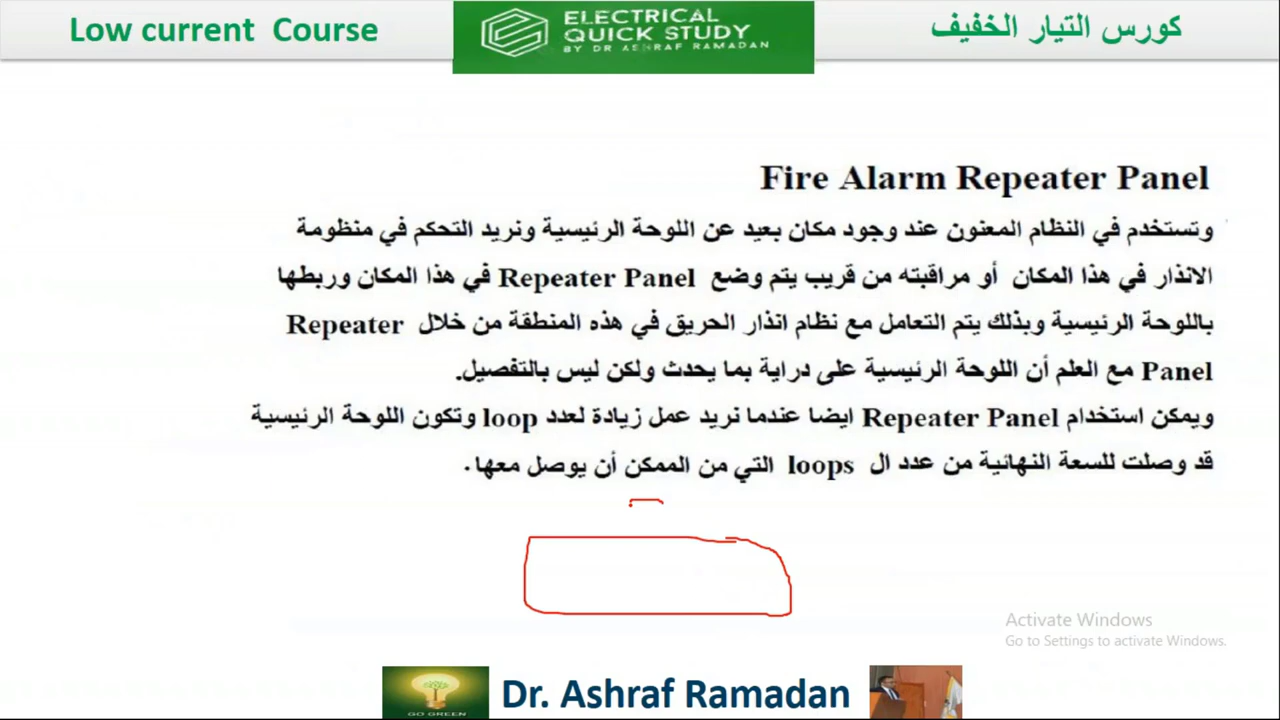 Low current Course
ELECTRICAL
QUICK STUDY
BY DR ASHRAF RAMADAN
كورس التيار الخفيف
Fire Alarm Repeater Panel
وتستخدم في النظام المعنون عند وجود مكان بعيد عن اللوحة الرئيسية ونريد التحكم في منظومة
الانذار في هذا المكان أو مراقبته من قريب يتم وضع Repeater Panel في هذا المكان وربطها
باللوحة الرئيسية وبذلك يتم التعامل مع نظام انذار الحريق في هذه المنطقة من خلال Repeater
Panel مع العلم أن اللوحة الرئيسية على دراية بما يحدث ولكن ليس بالتفصيل.
ويمكن استخدام Repeater Panel ايضا عندما نريد عمل زيادة لعدد loop وتكون اللوحة الرئيسية
قد وصلت للسعة النهائية من عدد ال loops التي من الممكن أن يوصل معها.
Activate Windows
Go to Settings to activate Windows.
GO GREEN
Dr. Ashraf Ramadan